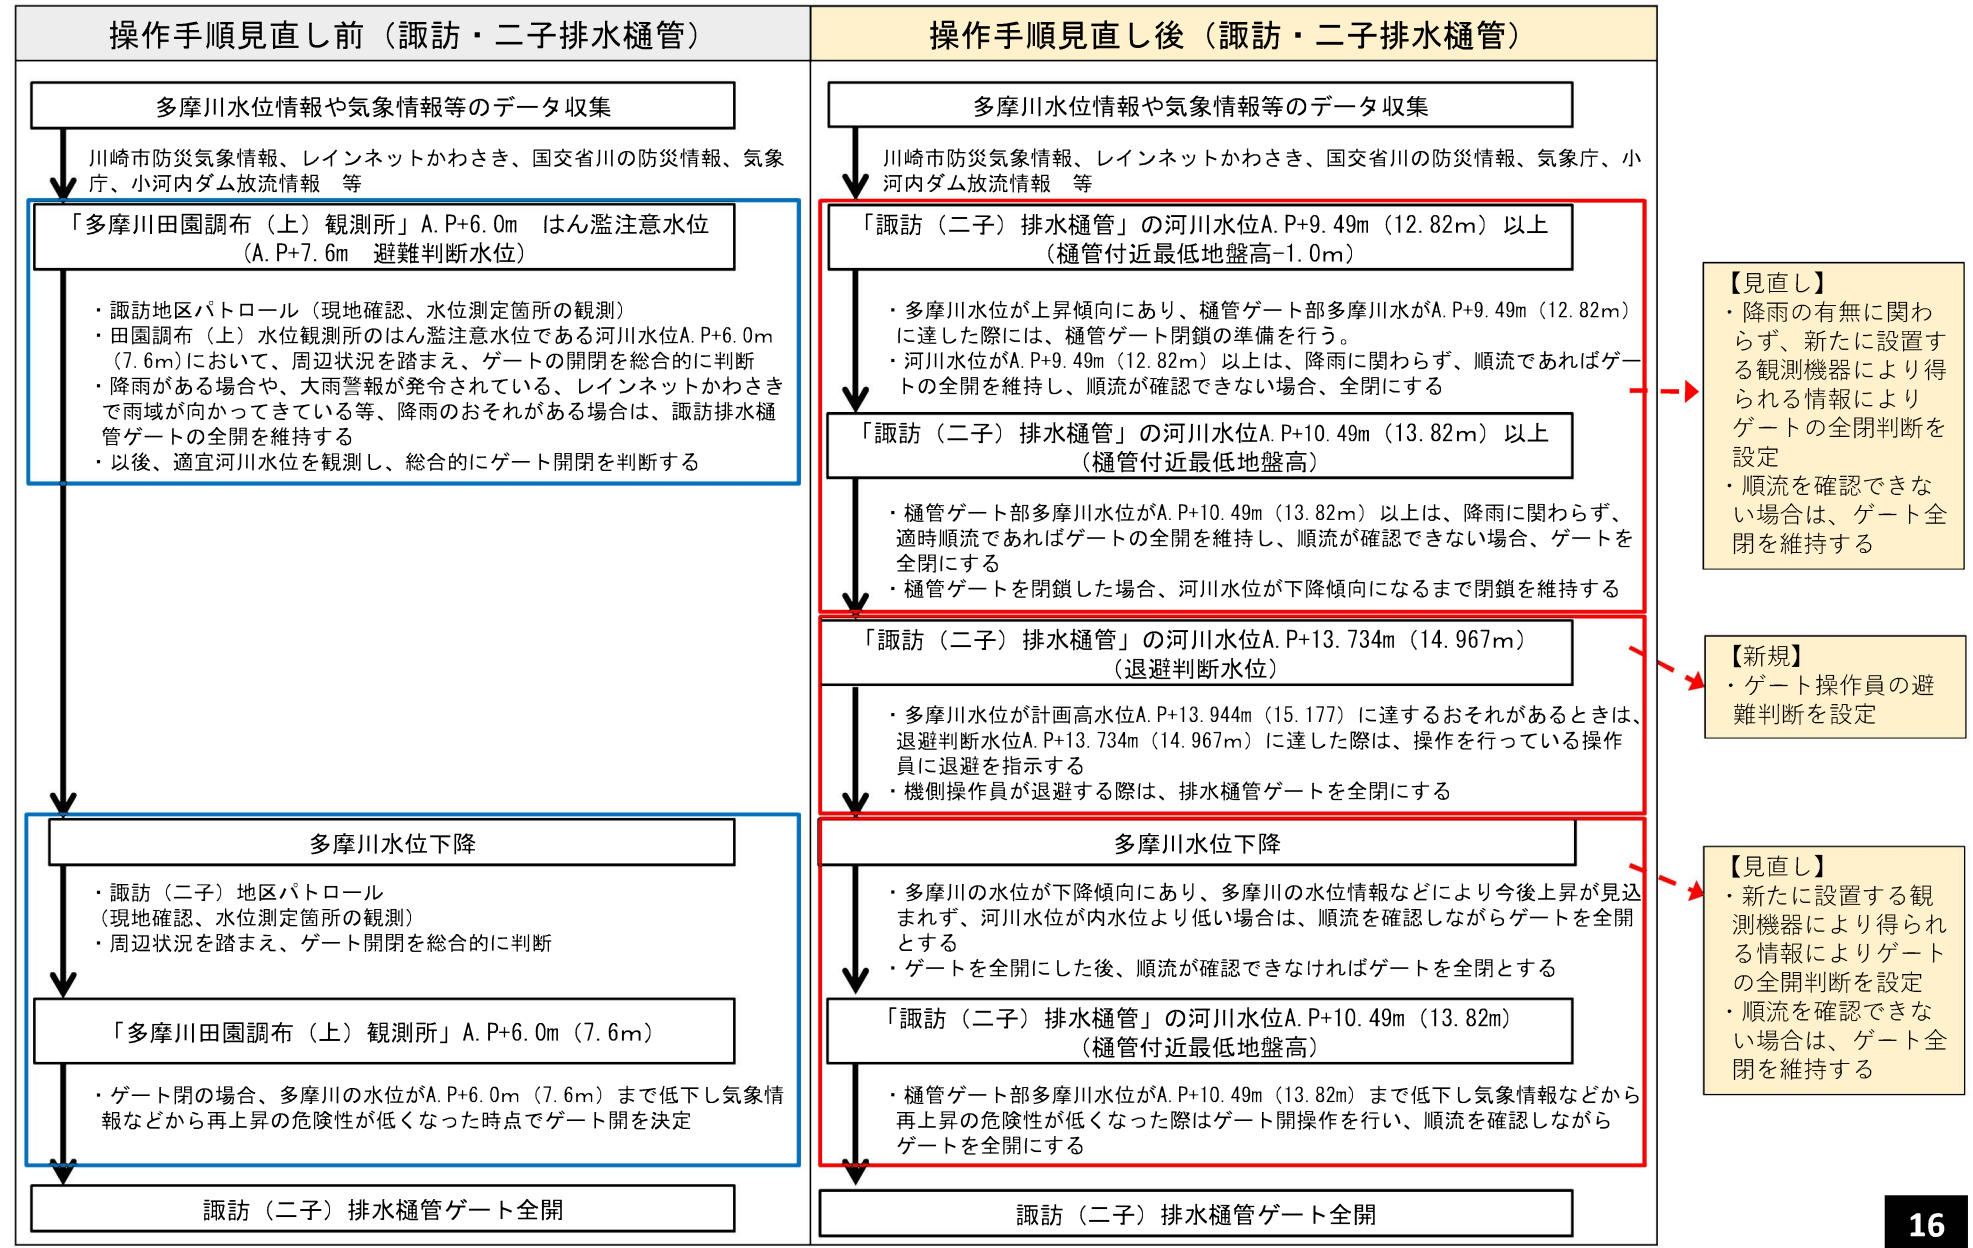 操作手順見直し前（諏訪・二子排水樋管）
多摩川水位情報や気象情報等のデータ収集
川崎市防災気象情報、レインネットかわさき、国交省川の防災情報、気象
庁、小河内ダム放流情報　等
「多摩川田園調布（上）観測所」A.P+6.0m　はん濫注意水位
（A.P+7.6m　避難判断水位）
・諏訪地区パトロール（現地確認、水位測定箇所の観測）
・田園調布（上）水位観測所のはん濫注意水位である河川水位A.P+6.0m
（7.6m)において、周辺状況を踏まえ、ゲートの開閉を総合的に判断
・降雨がある場合や、大雨警報が発令されている、レインネットかわさき
で雨域が向かってきている等、降雨のおそれがある場合は、諏訪排水樋
管ゲートの全開を維持する
・以後、適宜河川水位を観測し、総合的にゲート開閉を判断する
多摩川水位下降
・諏訪（二子）地区パトロール
（現地確認、水位測定箇所の観測）
・周辺状況を踏まえ、ゲート開閉を総合的に判断
「多摩川田園調布（上）観測所」A.P+6.0m（7.6m）
・ゲート閉の場合、多摩川の水位がA.P+6.0m（7.6m）まで低下し気象情
報などから再上昇の危険性が低くなった時点でゲート開を決定
諏訪（二子）排水樋管ゲート全開
操作手順見直し後（諏訪・二子排水樋管）
多摩川水位情報や気象情報等のデータ収集
川崎市防災気象情報、レインネットかわさき、国交省川の防災情報、気象庁、小
河内ダム放流情報　等
「諏訪（二子）排水樋管」の河川水位A.P+9.49m（12.82m）以上
（樋管付近最低地盤高-1.0m）
・多摩川水位が上昇傾向にあり、樋管ゲート部多摩川水がA.P+9.49m（12.82m）
に達した際には、樋管ゲート閉鎖の準備を行う。
・河川水位がA.P+9.49m（12.82m）以上は、降雨に関わらず、順流であればゲー
トの全開を維持し、順流が確認できない場合、全閉にする
「諏訪（二子）排水樋管」の河川水位A.P+10.49m（13.82m）以上
（樋管付近最低地盤高）
・樋管ゲート部多摩川水位がA.P+10.49m（13.82m）以上は、降雨に関わらず、
適時順流であればゲートの全開を維持し、順流が確認できない場合、ゲートを
全閉にする
・樋管ゲートを閉鎖した場合、河川水位が下降傾向になるまで閉鎖を維持する
「諏訪（二子）排水樋管」の河川水位A.P+13.734m（14.967m）
（退避判断水位）
・多摩川水位が計画高水位A.P+13.944m（15.177）に達するおそれがあるときは、
退避判断水位A.P+13.734m（14.967m）に達した際は、操作を行っている操作
員に退避を指示する
・機側操作員が退避する際は、排水樋管ゲートを全閉にする
多摩川水位下降
・多摩川の水位が下降傾向にあり、多摩川の水位情報などにより今後上昇が見込
まれず、河川水位が内水位より低い場合は、順流を確認しながらゲートを全開
とする
・ゲートを全開にした後、順流が確認できなければゲートを全閉とする
「諏訪（二子）排水樋管」の河川水位A.P+10.49m（13.82m）
（樋管付近最低地盤高）
・樋管ゲート部多摩川水位がA.P+10.49m（13.82m）まで低下し気象情報などから
再上昇の危険性が低くなった際はゲート開操作を行い、順流を確認しながら
ゲートを全開にする
諏訪（二子）排水樋管ゲート全開
【見直し】
・降雨の有無に関わ
らず、新たに設置す
る観測機器により得
られる情報により
ゲートの全閉判断を
設定
・順流を確認できな
い場合は、ゲート全
閉を維持する
【新規】
・ゲート操作員の避
難判断を設定
【見直し】
・新たに設置する観
測機器により得られ
る情報によりゲート
の全開判断を設定
・順流を確認できな
い場合は、ゲート全
閉を維持する
16